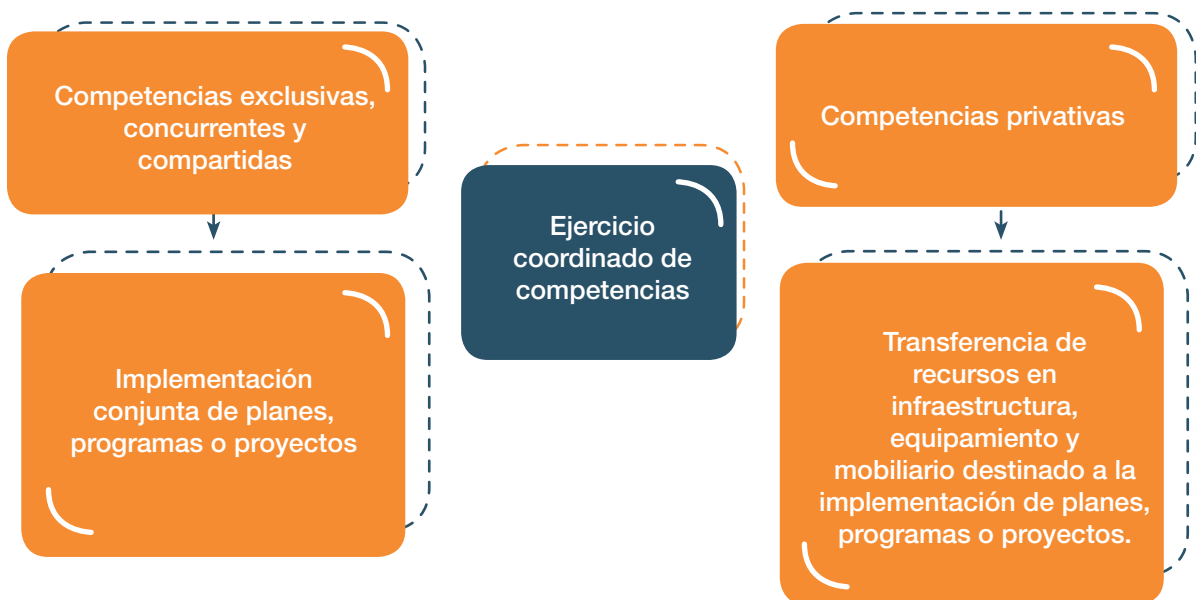 Competencias exclusivas,
concurrentes y
compartidas
Implementación
conjunta de planes,
programas o proyectos
Ejercicio
coordinado de
competencias
Competencias privativas
Transferencia de
recursos en
infraestructura,
equipamiento y
mobiliario destinado a la
implementación de planes,
programas o proyectos.